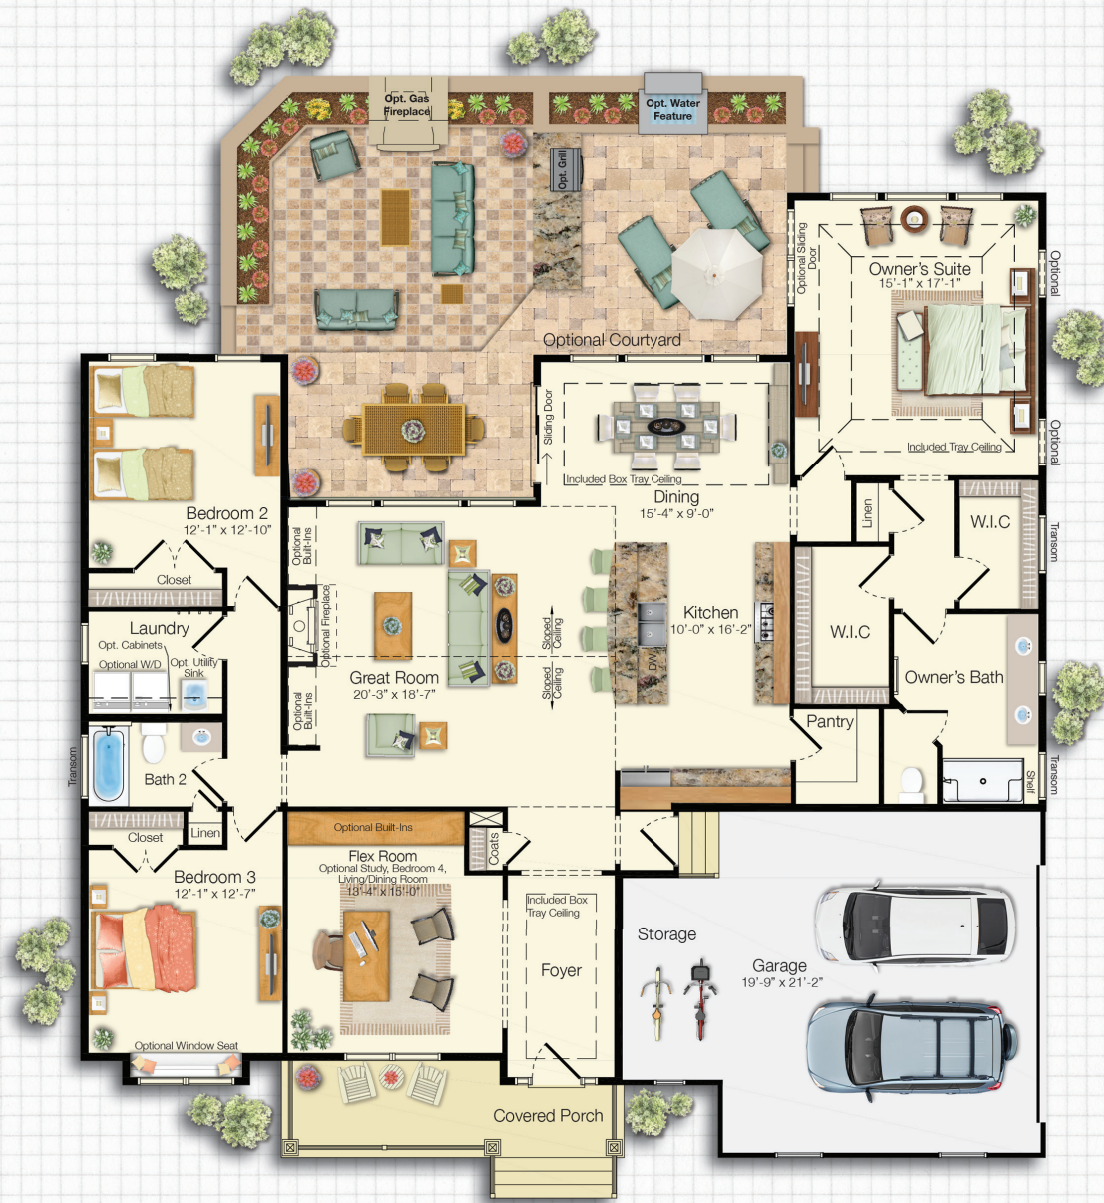 Opt. Gas
Fireplace
Opt. Water
Feature
Opt. Grill
Optional Sliding
Door
Owner's Suite
15'-1" x 17'-1"
Optional
Optional Courtyard
Sliding Door
Included Tray Ceiling
Optional
Included Box Tray Ceiling
Dining
15'-4" x 9'-0"
Bedroom 2
12'-1" x 12'-10"
Closet
Optional
Built-Ins
Linen
W.I.C
Transom
Laundry
Opt. Cabinets
Optional W/D
Opt. Utility
Sink
Optional Fireplace
Sloped
Ceiling
Sloped
Ceiling
Kitchen
10'-0" x 16'-2"
DW
W.I.C
Great Room
20'-3" x 18'-7"
Optional
Built-Ins
Owner's Bath
Pantry
Transom
Bath 2
Shelf
Transom
Closet
Linen
Optional Built-Ins
Coats
Flex Room
Optional Study, Bedroom 4,
Living/Dining Room
13'-4" x 15'-0"
Bedroom 3
12'-1" x 12'-7"
Included Box
Tray Ceiling
Foyer
Storage
Garage
19'-9" x 21'-2"
Optional Window Seat
Covered Porch